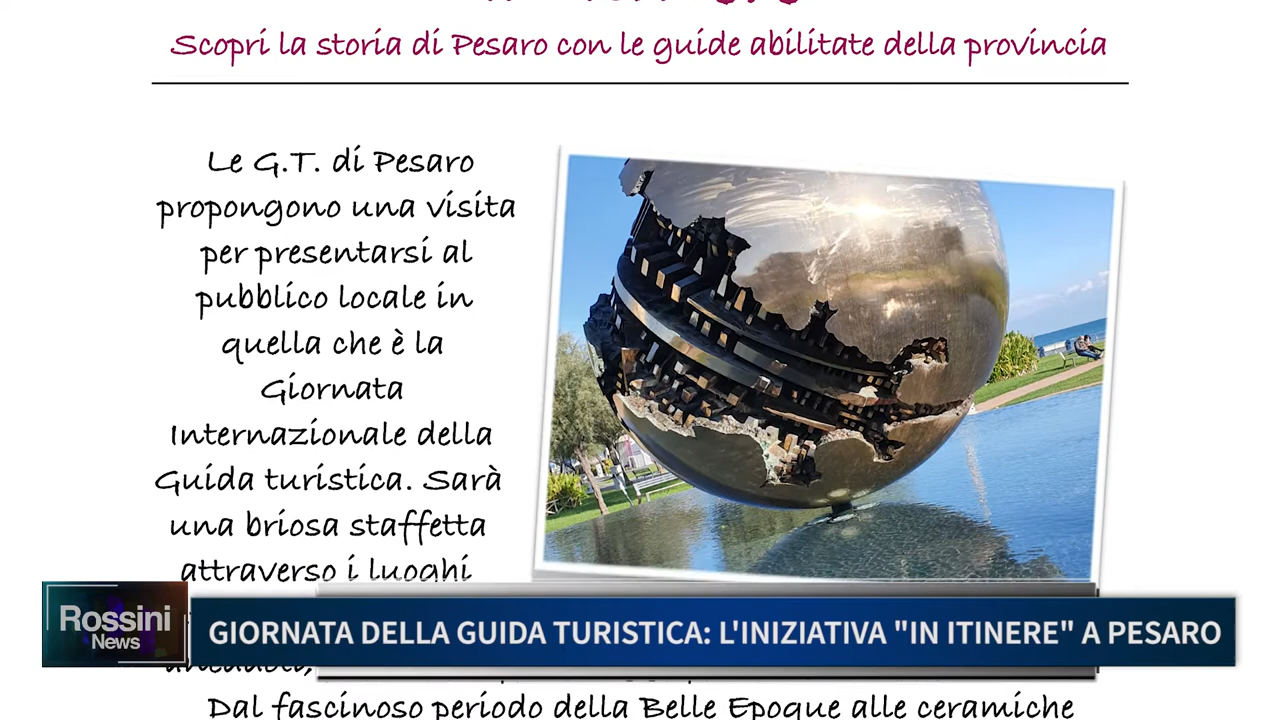 Scopri la storia di Pesaro con le guide abilitate della provincia
Le G.T. di Pesaro
propongono una visita
per presentarsi al
pubblico locale in
quella che è la
Giornata
Internazionale della
Guida turistica. Sarà
una briosa staffetta
attraverso i luoghi
Rossini
News
GIORNATA DELLA GUIDA TURISTICA: L'INIZIATIVA "IN ITINERE" A PESARO
Dal fascinoso periodo della Belle Epoque alle ceramiche